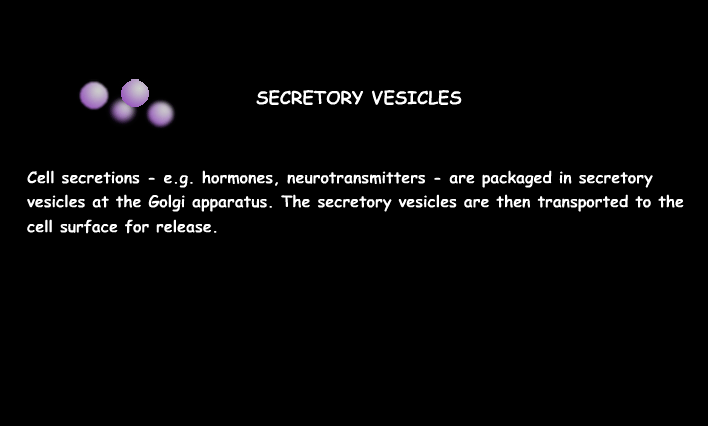 SECRETORY VESICLES
Cell secretions - e.g. hormones, neurotransmitters - are packaged in secretory
vesicles at the Golgi apparatus. The secretory vesicles are then transported to the
cell surface for release.